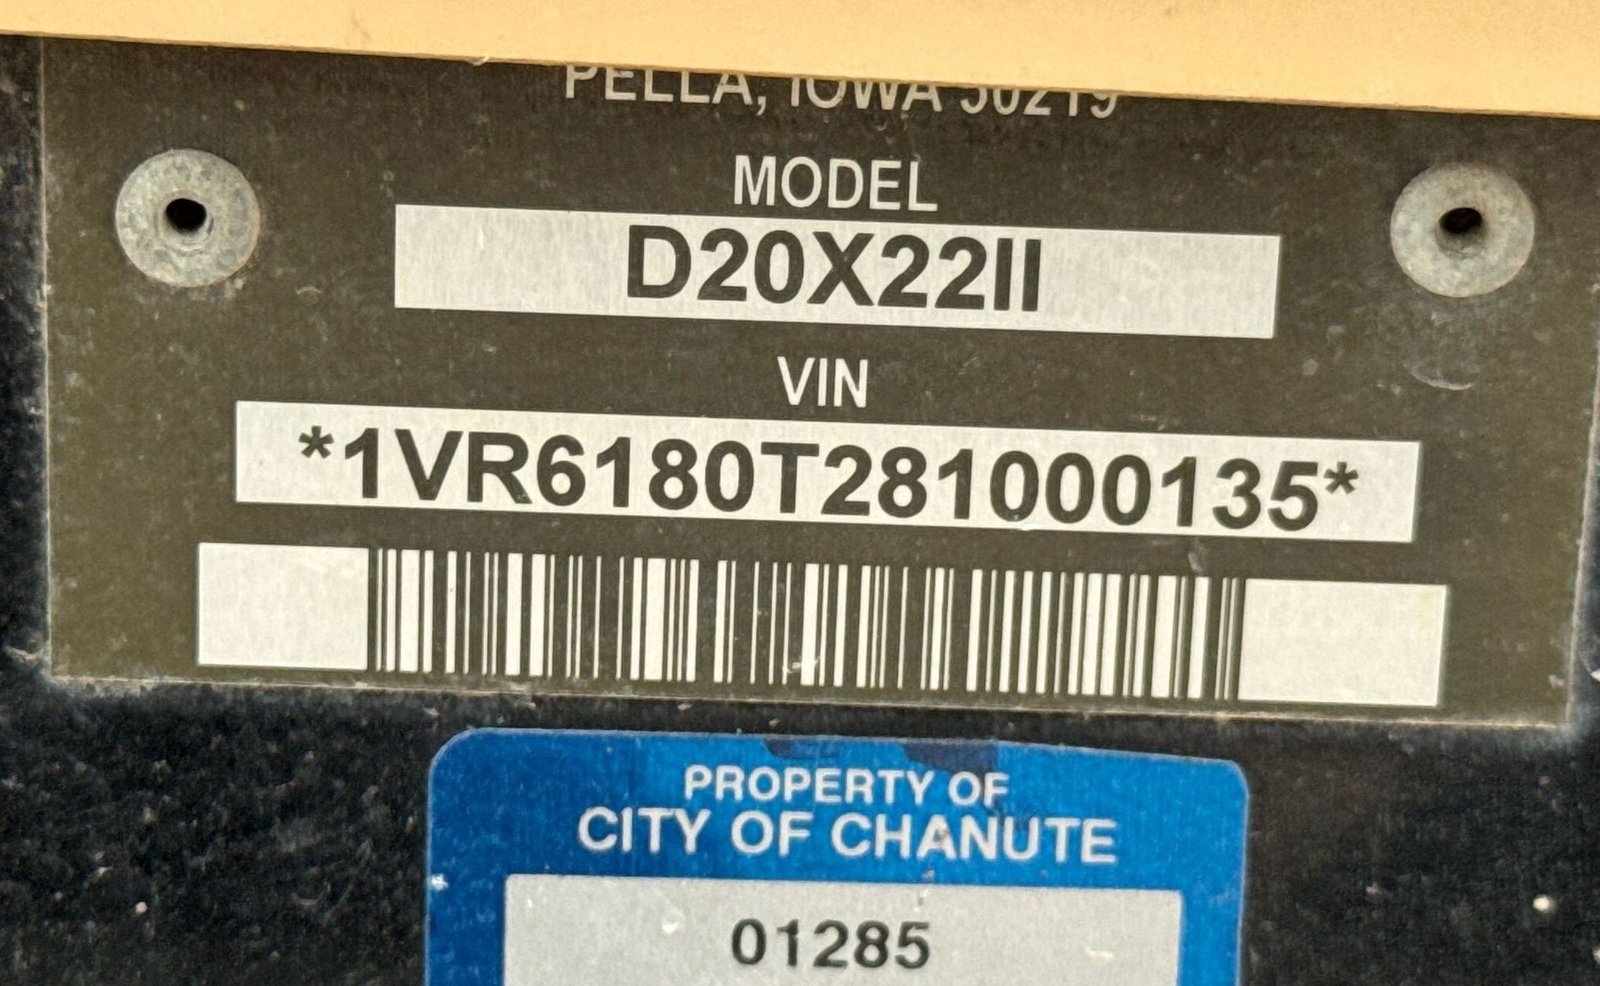 PELLA, IOWA 50219
MODEL
D20X22II
VIN
*1VR6180T281000135*
PROPERTY OF
CITY OF CHANUTE
01285